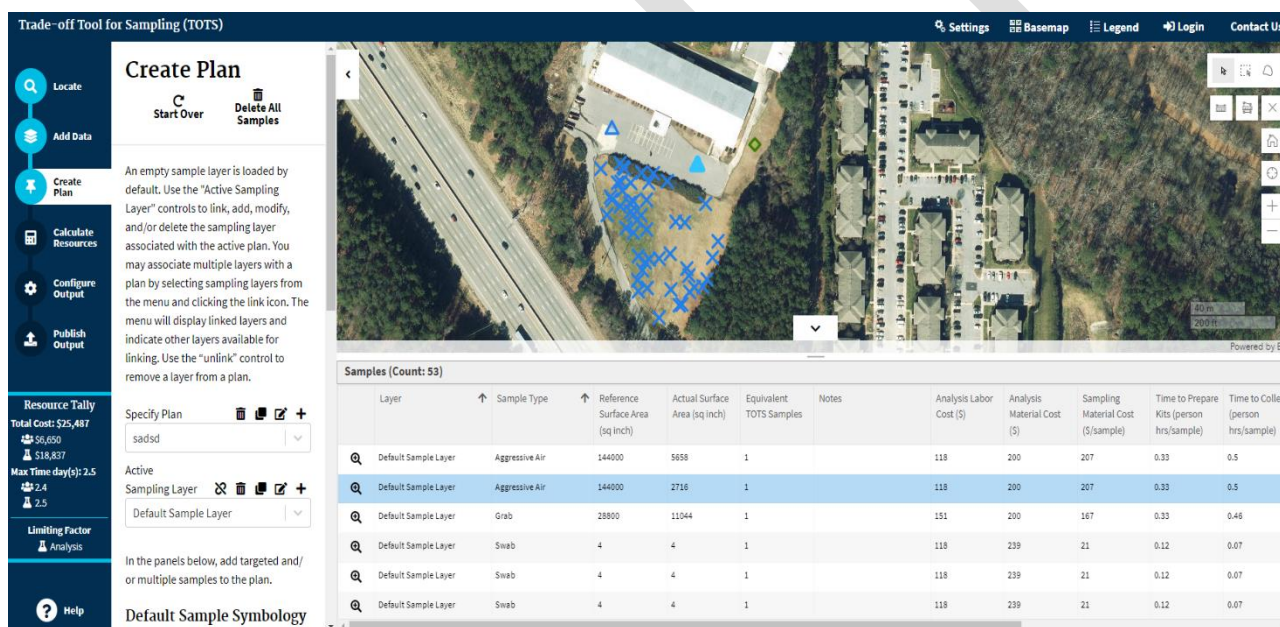 Trade-off Tool for Sampling (TOTS)
Settings
Basemap
Legend
Login
Contact Us
Locate
Add Data
Create
Plan
Calculate
Resources
Configure
Output
Publish
Output
Resource Tally
Total Cost: $25,487
$6,650
$18,837
Max Time day(s): 2.5
2.4
2.5
Limiting Factor
Analysis
Help
Create Plan
Start Over
Delete All
Samples
An empty sample layer is loaded by
default. Use the "Active Sampling
Layer" controls to link, add, modify,
and/or delete the sampling layer
associated with the active plan. You
may associate multiple layers with a
plan by selecting sampling layers from
the menu and clicking the link icon. The
menu will display linked layers and
indicate other layers available for
linking. Use the "unlink" control to
remove a layer from a plan.
Specify Plan
sadsd
Active
Sampling Layer
Default Sample Layer
In the panels below, add targeted and/
or multiple samples to the plan.
Default Sample Symbology
40 m
200 ft
Powered by E
Samples (Count: 53)
Layer Sample Type Reference Surface Area (sq inch) Actual Surface Area (sq inch) Equivalent TOTS Samples Notes Analysis Labor Cost ($) Analysis Material Cost ($) Sampling Material Cost ($/sample) Time to Prepare Kits (person hrs/sample) Time to Colle (person hrs/sample)
Default Sample Layer Aggressive Air 144000 5658 1 118 200 207 0.33 0.5
Default Sample Layer Aggressive Air 144000 2716 1 118 200 207 0.33 0.5
Default Sample Layer Grab 28800 11044 1 151 200 167 0.33 0.46
Default Sample Layer Swab 4 4 1 118 239 21 0.12 0.07
Default Sample Layer Swab 4 4 1 118 239 21 0.12 0.07
Default Sample Layer Swab 4 4 1 118 239 21 0.12 0.07